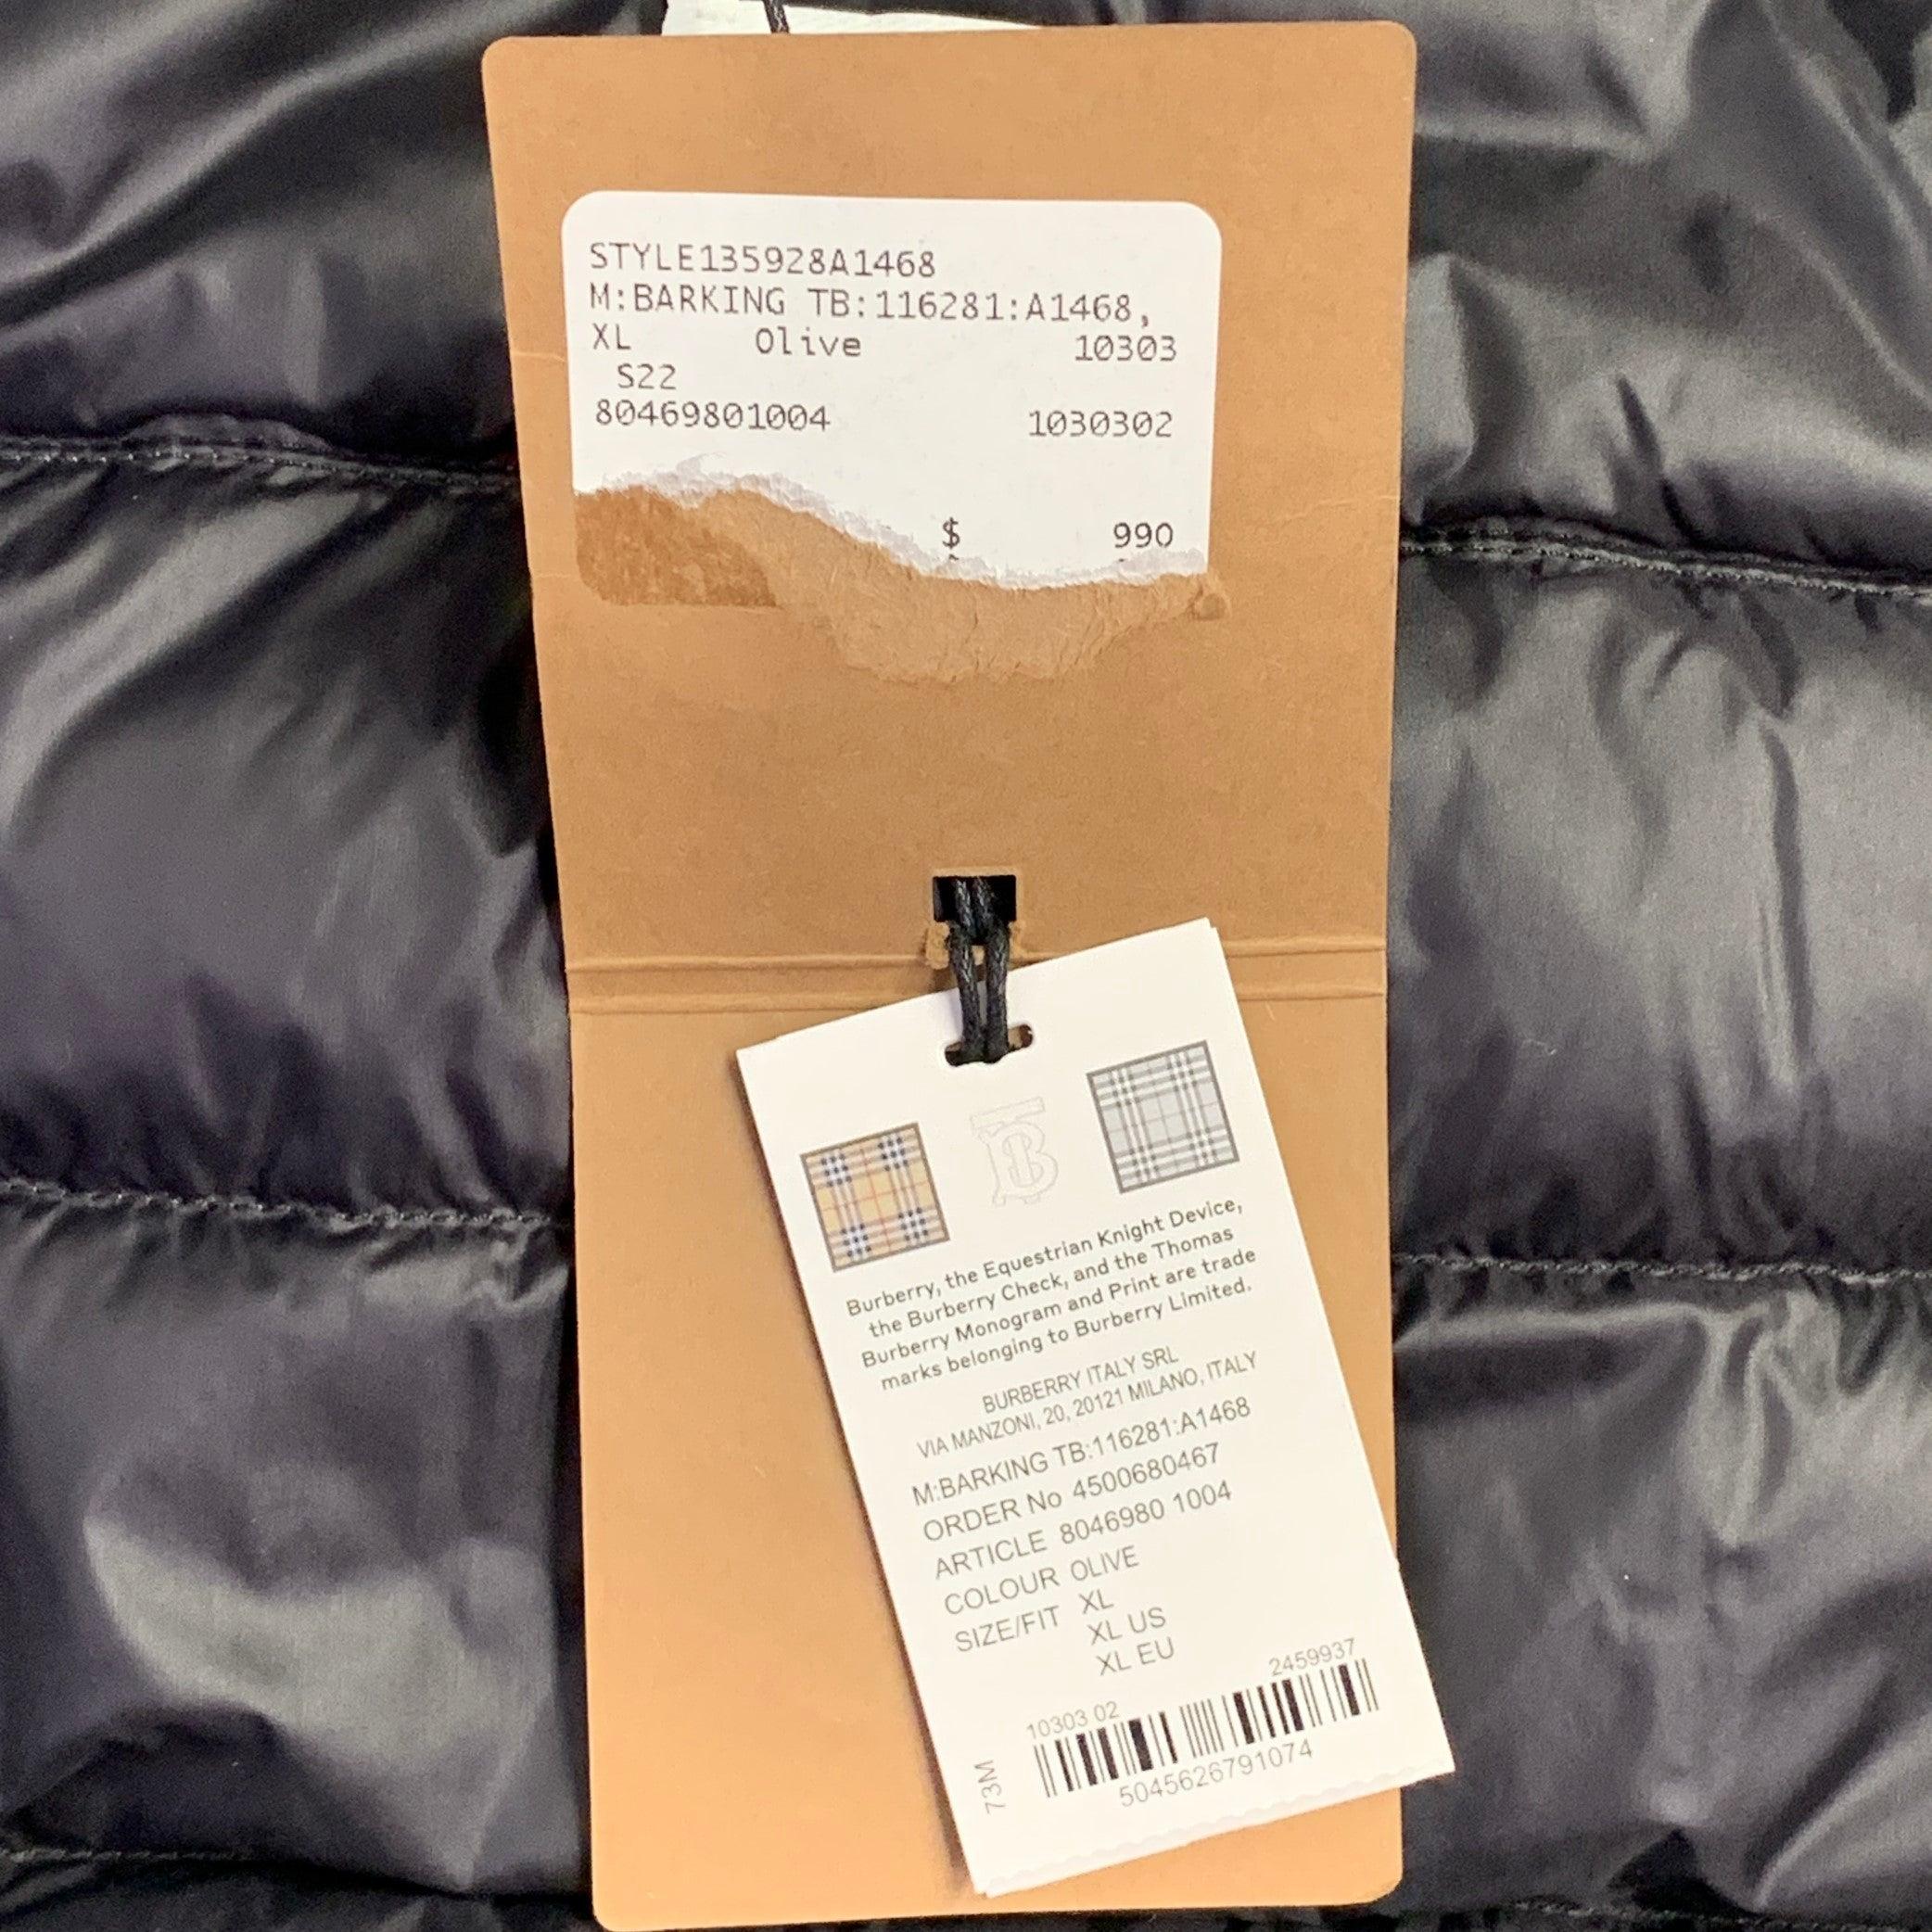 STYLE135928A1468
M:BARKING TB:116281:A1468,
XL Olive 10303
S22
80469801004 1030302
$ 990
TB
Burberry, the Equestrian Knight Device,
the Burberry Check, and the Thomas
Burberry Monogram and Print are trade
marks belonging to Burberry Limited.
BURBERRY ITALY SRL
VIA MANZONI, 20, 20121 MILANO, ITALY
M:BARKING TB:116281:A1468
ORDER No 4500680467
ARTICLE 8046980 1004
COLOUR OLIVE
SIZE/FIT XL
XL US
XL EU
10303 02 2459937
73M
5045626791074